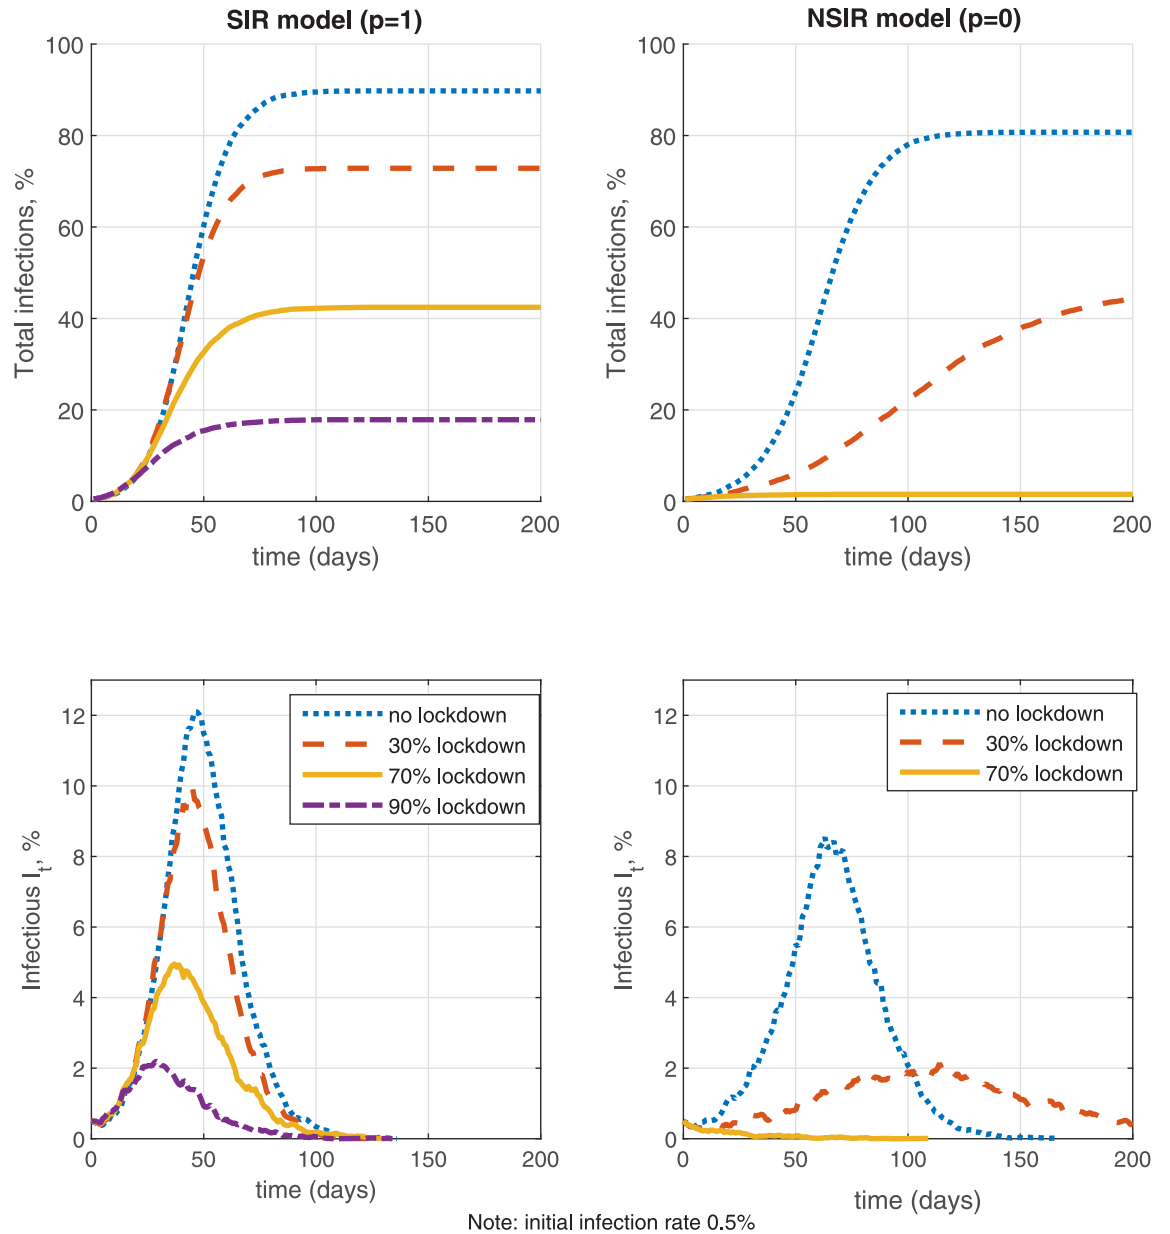 SIR model (p=1)
100
80
60
40
20
0
Total infections, %
0 50 100 150 200
time (days)
NSIR model (p=0)
100
80
60
40
20
0
Total infections, %
0 50 100 150 200
time (days)
12
10
8
6
4
2
0
Infectious I_t, %
no lockdown
30% lockdown
70% lockdown
90% lockdown
0 50 100 150 200
time (days)
12
10
8
6
4
2
0
Infectious I_t, %
no lockdown
30% lockdown
70% lockdown
0 50 100 150 200
time (days)
Note: initial infection rate 0.5%